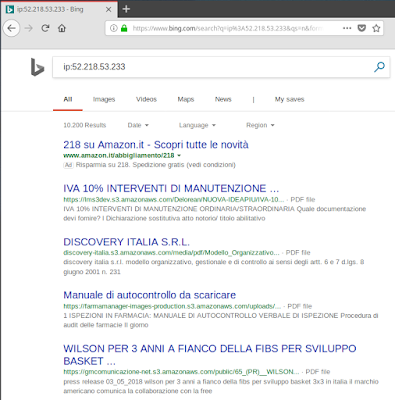 ip:52.218.53.233 - Bing
https://www.bing.com/search?q=ip%3A52.218.53.233&qs=n&for
ip:52.218.53.233
All Images Videos Maps News | My saves
10,200 Results Date Language Region
218 su Amazon.it - Scopri tutte le novità
www.amazon.it/abbigliamento/218
Ad Risparmia su 218. Spedizione gratis (vedi condizioni)
IVA 10% INTERVENTI DI MANUTENZIONE ...
https://lms3dev.s3.amazonaws.com/Delorean/NUOVA-IDEAPIU/IVA-10... - PDF file
IVA 10% INTERVENTI DI MANUTENZIONE ORDINARIA/STRAORDINARIA Quale documentazione
devi fornire? l Dichiarazione sostitutiva atto notorio/ titolo abilitativo
DISCOVERY ITALIA S.R.L.
discovery-italia.s3.amazonaws.com/media/pdf/Modello_Organizzativo... - PDF file
discovery italia s.r.l. modello organizzativo, gestionale e di controllo ai sensi degli artt. 6 e 7 d.lgs. 8
giugno 2001 n. 231
Manuale di autocontrollo da scaricare
https://farmamanager-images-production.s3.amazonaws.com/uploads/... - PDF file
1 ISPEZIONI IN FARMACIA: MANUALE DI AUTOCONTROLLO VERBALE DI ISPEZIONE Procedura di
audit delle farmacie Il giorno
WILSON PER 3 ANNI A FIANCO DELLA FIBS PER SVILUPPO
BASKET ...
https://gmcomunicazione-net.s3.amazonaws.com/public/65_(PR)__WILSON... - PDF file
press release 03_05_2018 wilson per 3 anni a fianco della fibs per sviluppo basket 3x3 in italia il marchio
americano comunica la collaborazione con la free